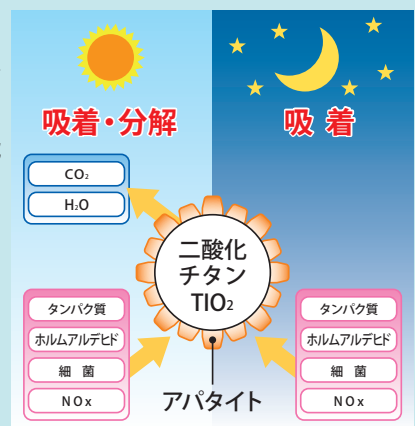 吸着・分解
吸着
CO₂
H₂O
二酸化
チタン
TIO₂
タンパク質
ホルムアルデヒド
細菌
NOx
アパタイト
タンパク質
ホルムアルデヒド
細菌
NOx